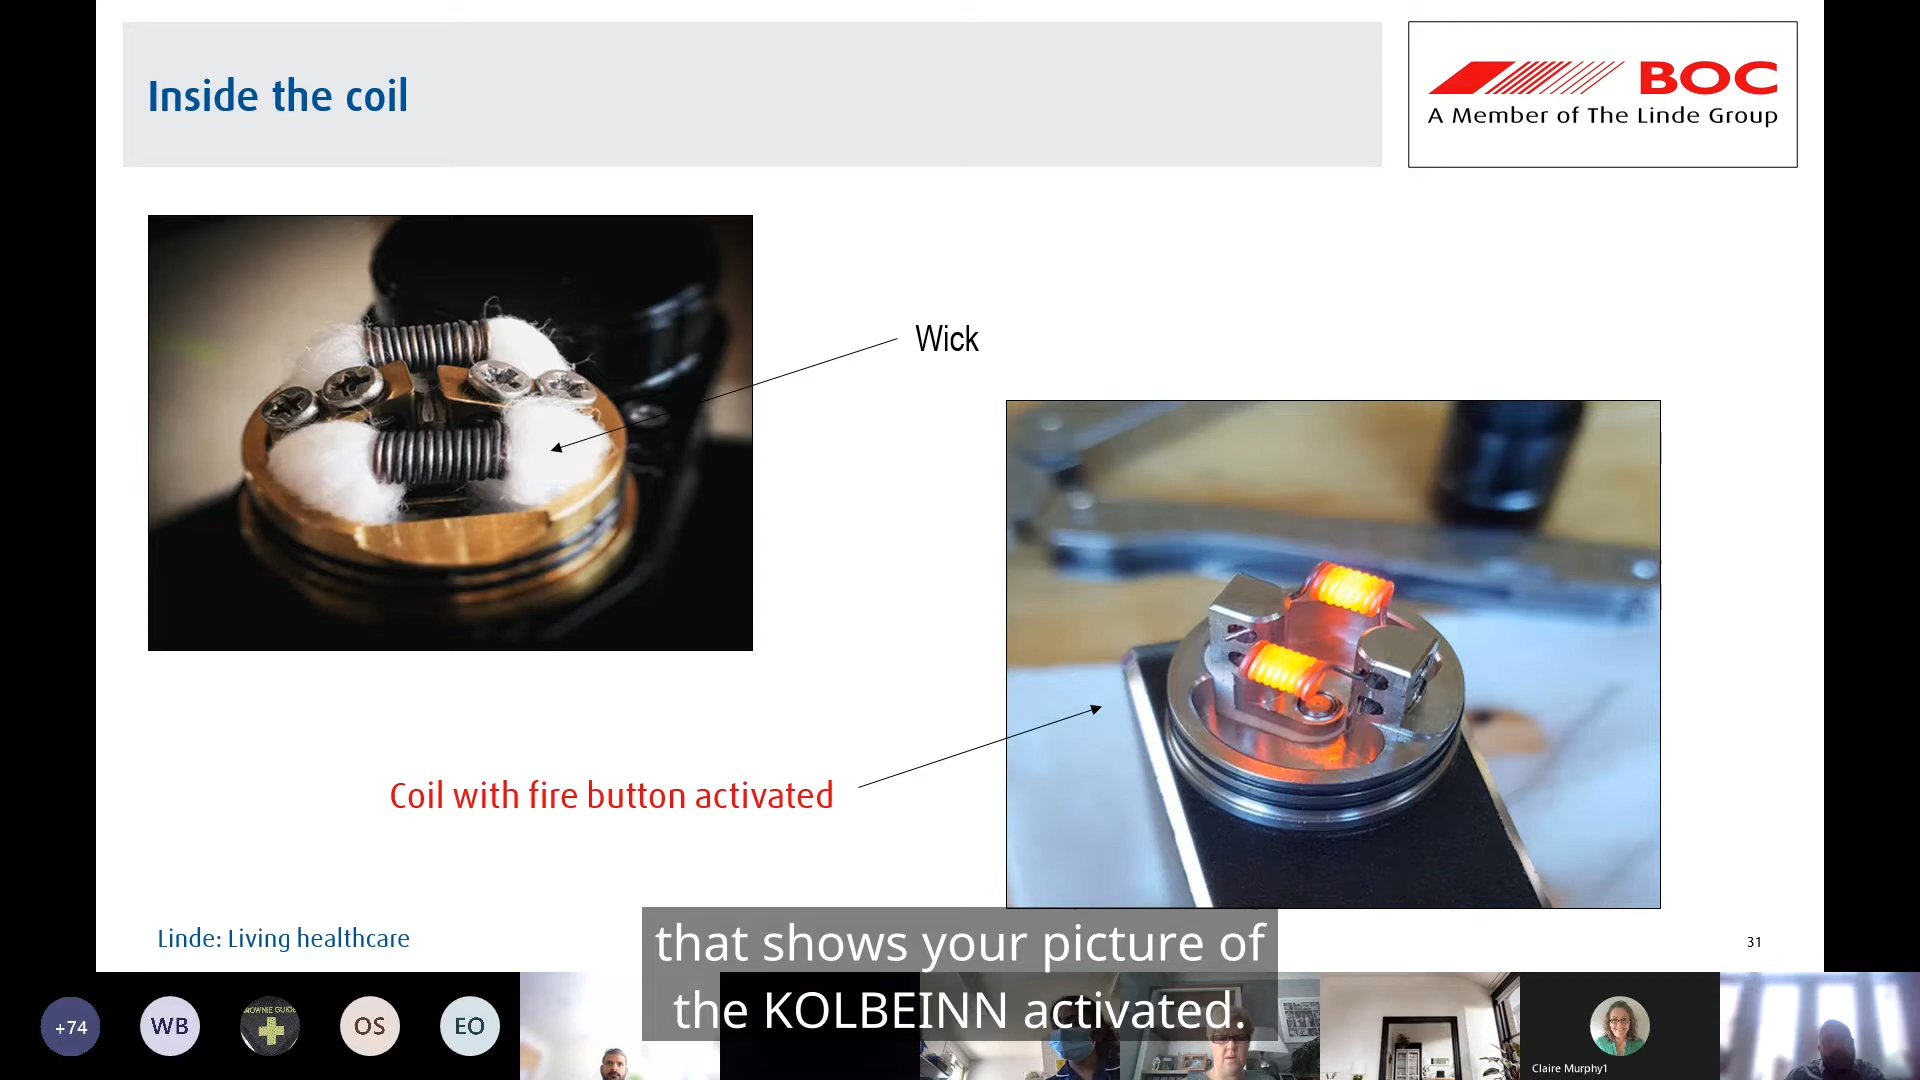 Inside the coil
BOC
A Member of The Linde Group
Wick
Coil with fire button activated
Linde: Living healthcare
31
that shows your picture of
the KOLBEINN activated.
+74
WB
OS
EO
Claire Murphy1